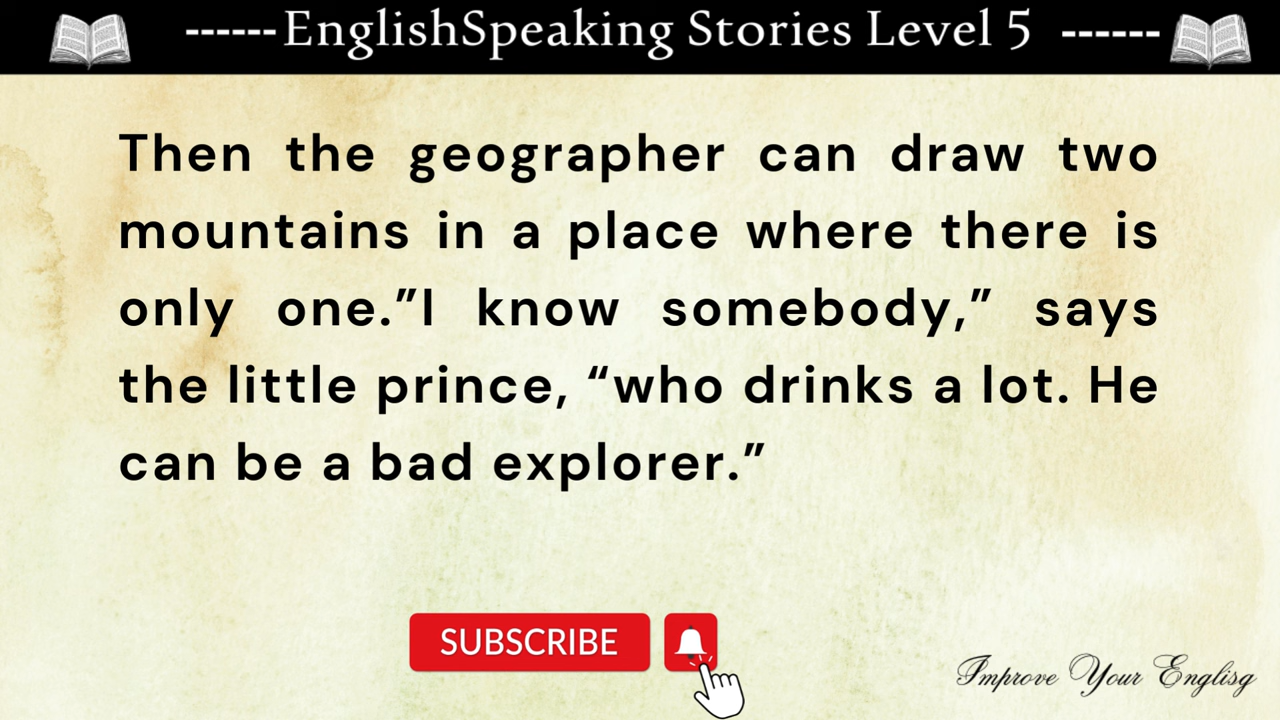 ------EnglishSpeaking Stories Level 5 ------
Then the geographer can draw two
mountains in a place where there is
only one.”I know somebody,” says
the little prince, “who drinks a lot. He
can be a bad explorer.”
SUBSCRIBE
Improve Your Englisg